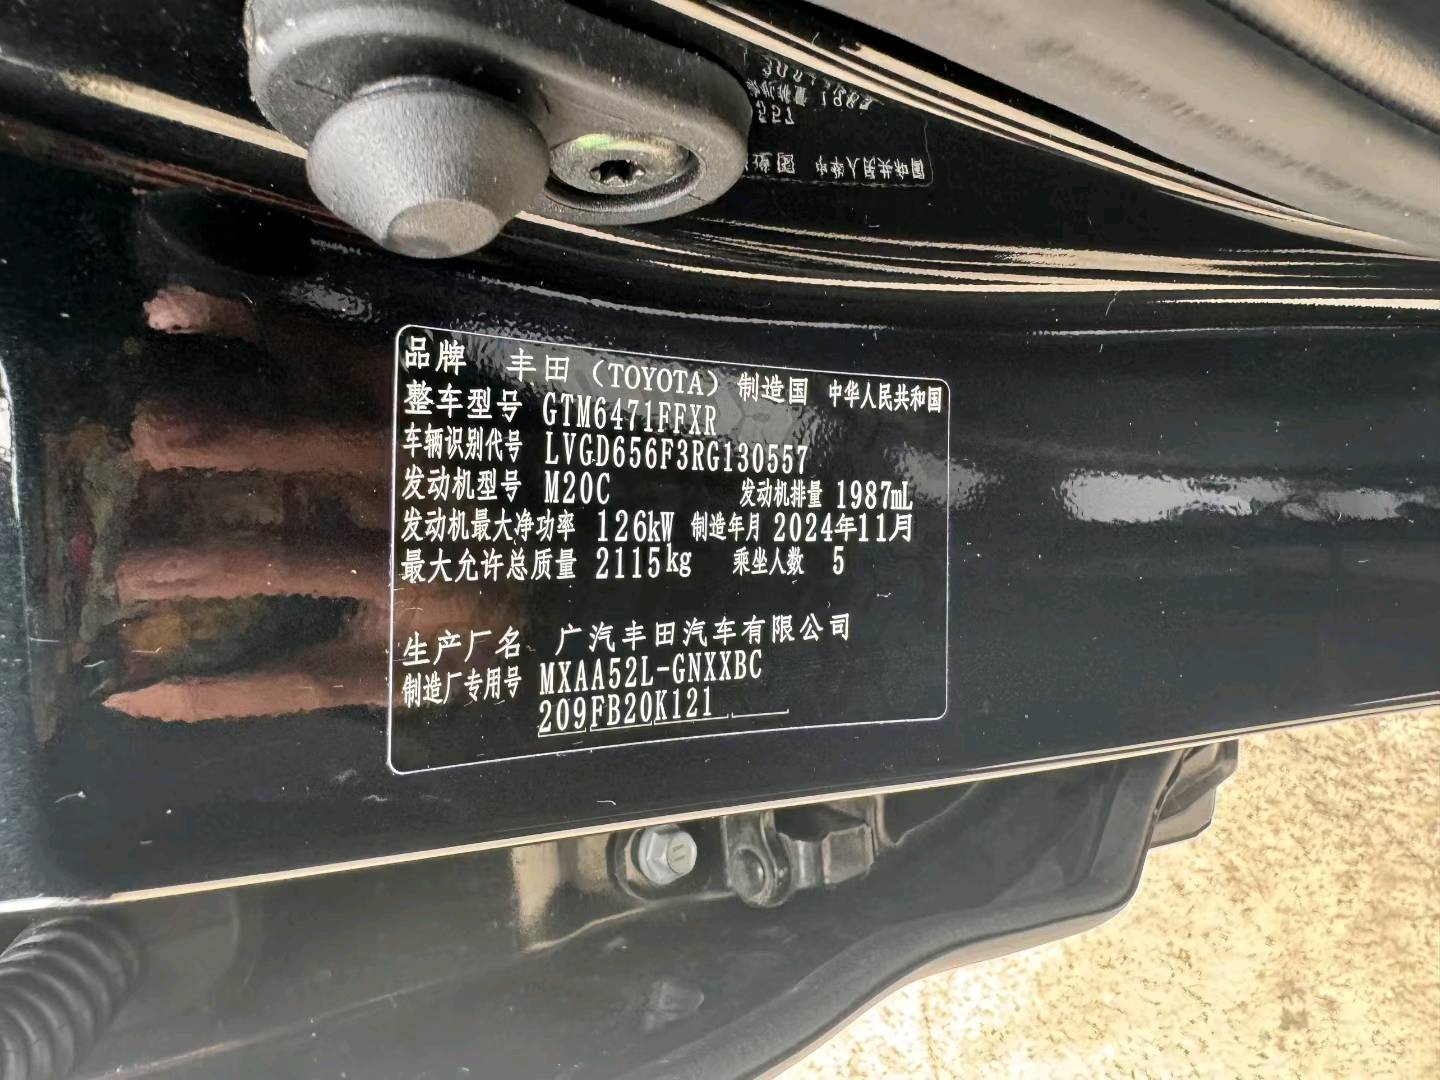 品牌 丰田（TOYOTA）制造国 中华人民共和国
整车型号 GTM6471FFXR
车辆识别代号 LVGD656F3RG130557
发动机型号 M20C 发动机排量 1987mL
发动机最大净功率 126kW 制造年月 2024年11月
最大允许总质量 2115kg 乘坐人数 5
生产厂名 广汽丰田汽车有限公司
制造厂专用号 MXAA52L-GNXXBC
209FB20K121